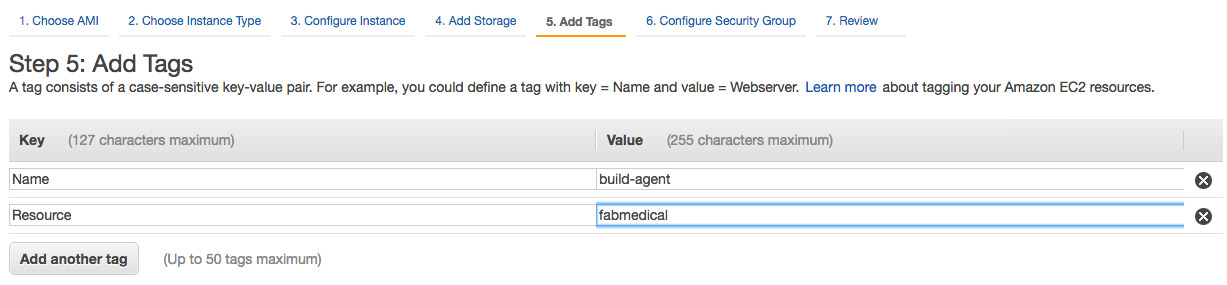 1. Choose AMI 2. Choose Instance Type 3. Configure Instance 4. Add Storage 5. Add Tags 6. Configure Security Group 7. Review
Step 5: Add Tags
A tag consists of a case-sensitive key-value pair. For example, you could define a tag with key = Name and value = Webserver. Learn more about tagging your Amazon EC2 resources.
Key (127 characters maximum) Value (255 characters maximum)
Name build-agent
Resource fabmedical
Add another tag (Up to 50 tags maximum)